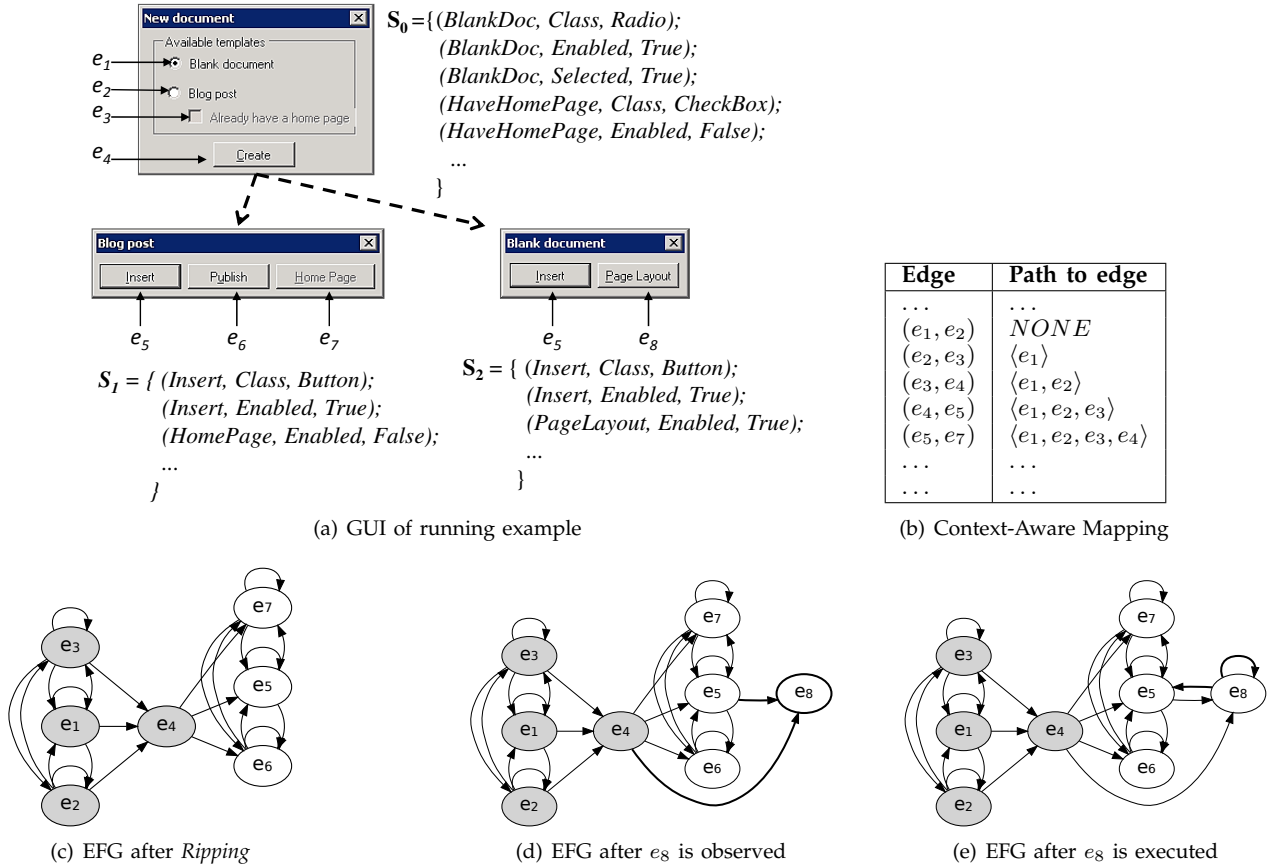 New document
Available templates
Blank document
Blog post
Already have a home page
Create
e1
e2
e3
e4
S0 ={(BlankDoc, Class, Radio);
(BlankDoc, Enabled, True);
(BlankDoc, Selected, True);
(HaveHomePage, Class, CheckBox);
(HaveHomePage, Enabled, False);
...
}
Blog post
Insert
Publish
Home Page
e5
e6
e7
S1 = { (Insert, Class, Button);
(Insert, Enabled, True);
(HomePage, Enabled, False);
...
}
Blank document
Insert
Page Layout
e5
e8
S2 = { (Insert, Class, Button);
(Insert, Enabled, True);
(PageLayout, Enabled, True);
...
}
(a) GUI of running example
Edge Path to edge
... ...
(e1, e2) NONE
(e2, e3) ⟨e1⟩
(e3, e4) ⟨e1, e2⟩
(e4, e5) ⟨e1, e2, e3⟩
(e5, e7) ⟨e1, e2, e3, e4⟩
... ...
... ...
(b) Context-Aware Mapping
e3
e1
e2
e4
e7
e5
e6
(c) EFG after Ripping
e3
e1
e2
e4
e7
e5
e6
e8
(d) EFG after e8 is observed
e3
e1
e2
e4
e7
e5
e6
e8
(e) EFG after e8 is executed